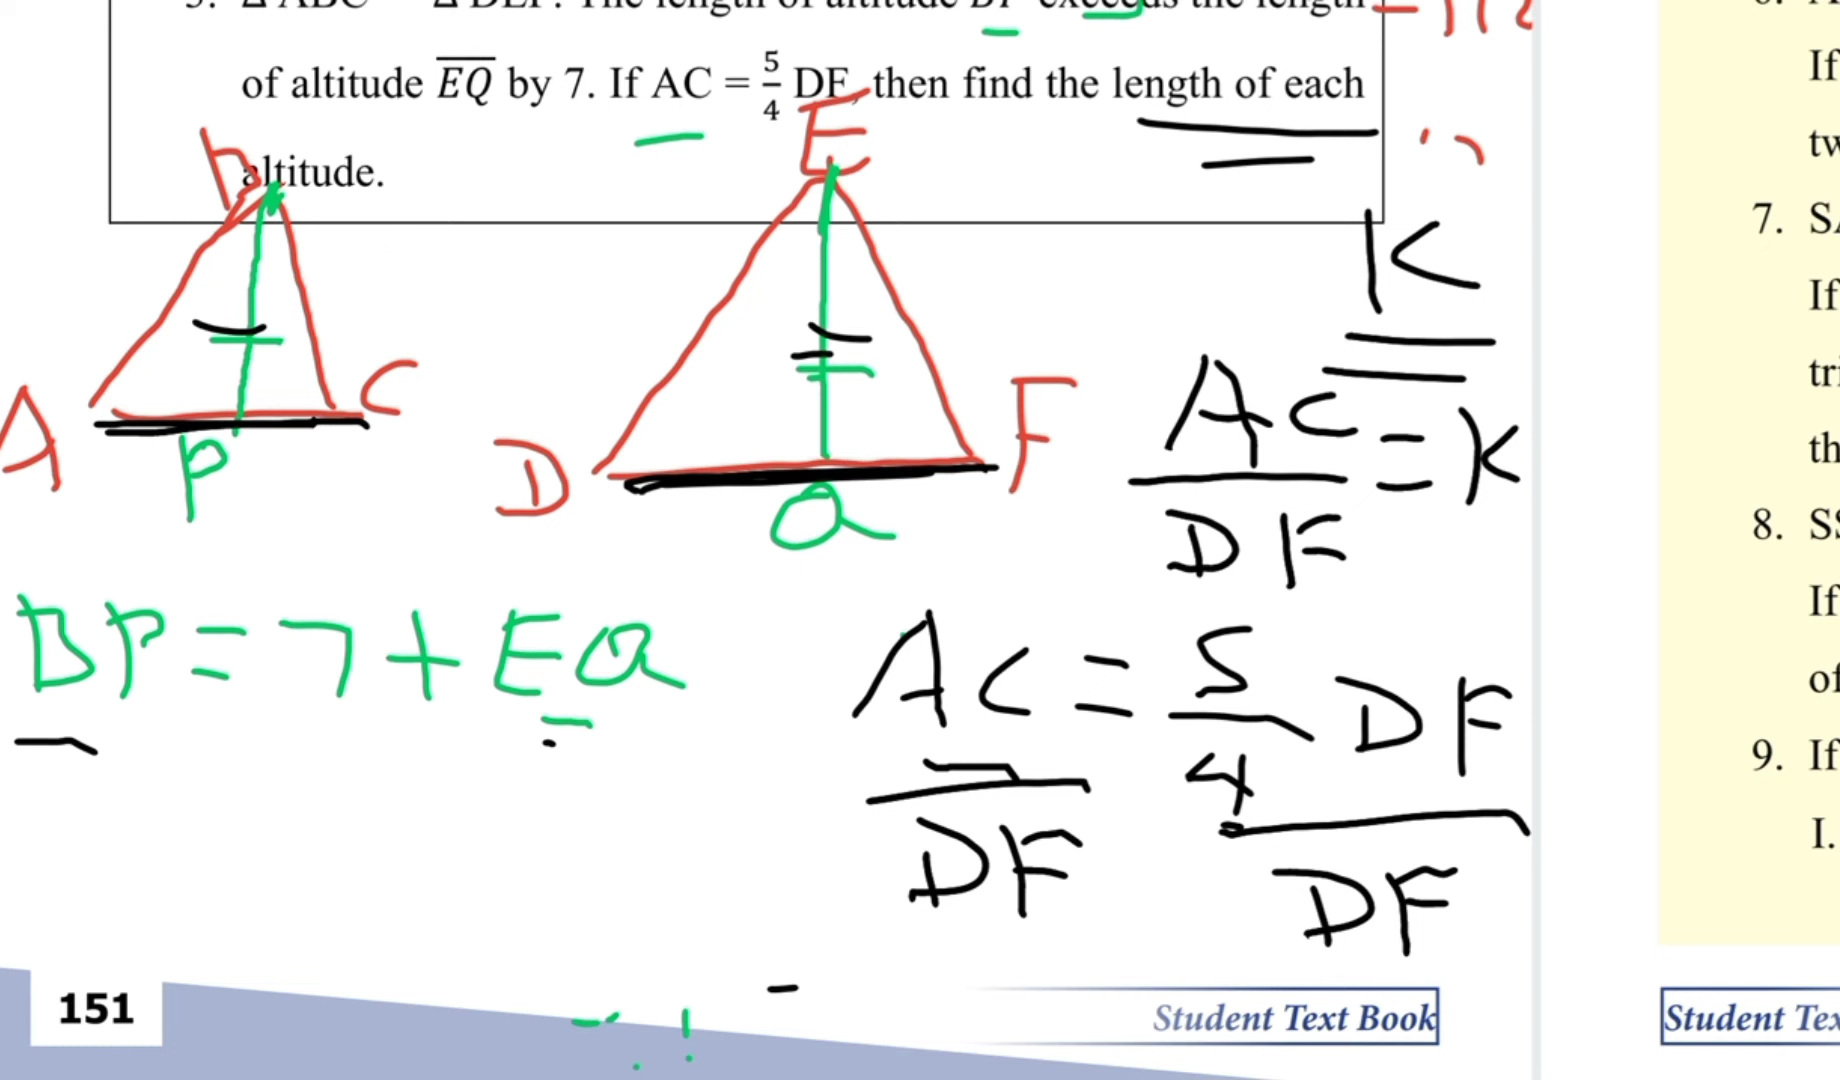 of altitude EQ by 7. If AC = 5/4 DF, then find the length of each
altitude.
B
E
A
C
P
D
F
Q
K
AC/DF = K
BP = 7 + EQ
AC/DF = 5/4 DF/DF
151
Student Text Book
If
tw
7. SA
If
tri
th
8. SS
If
of
9. If
I.
Student Tex